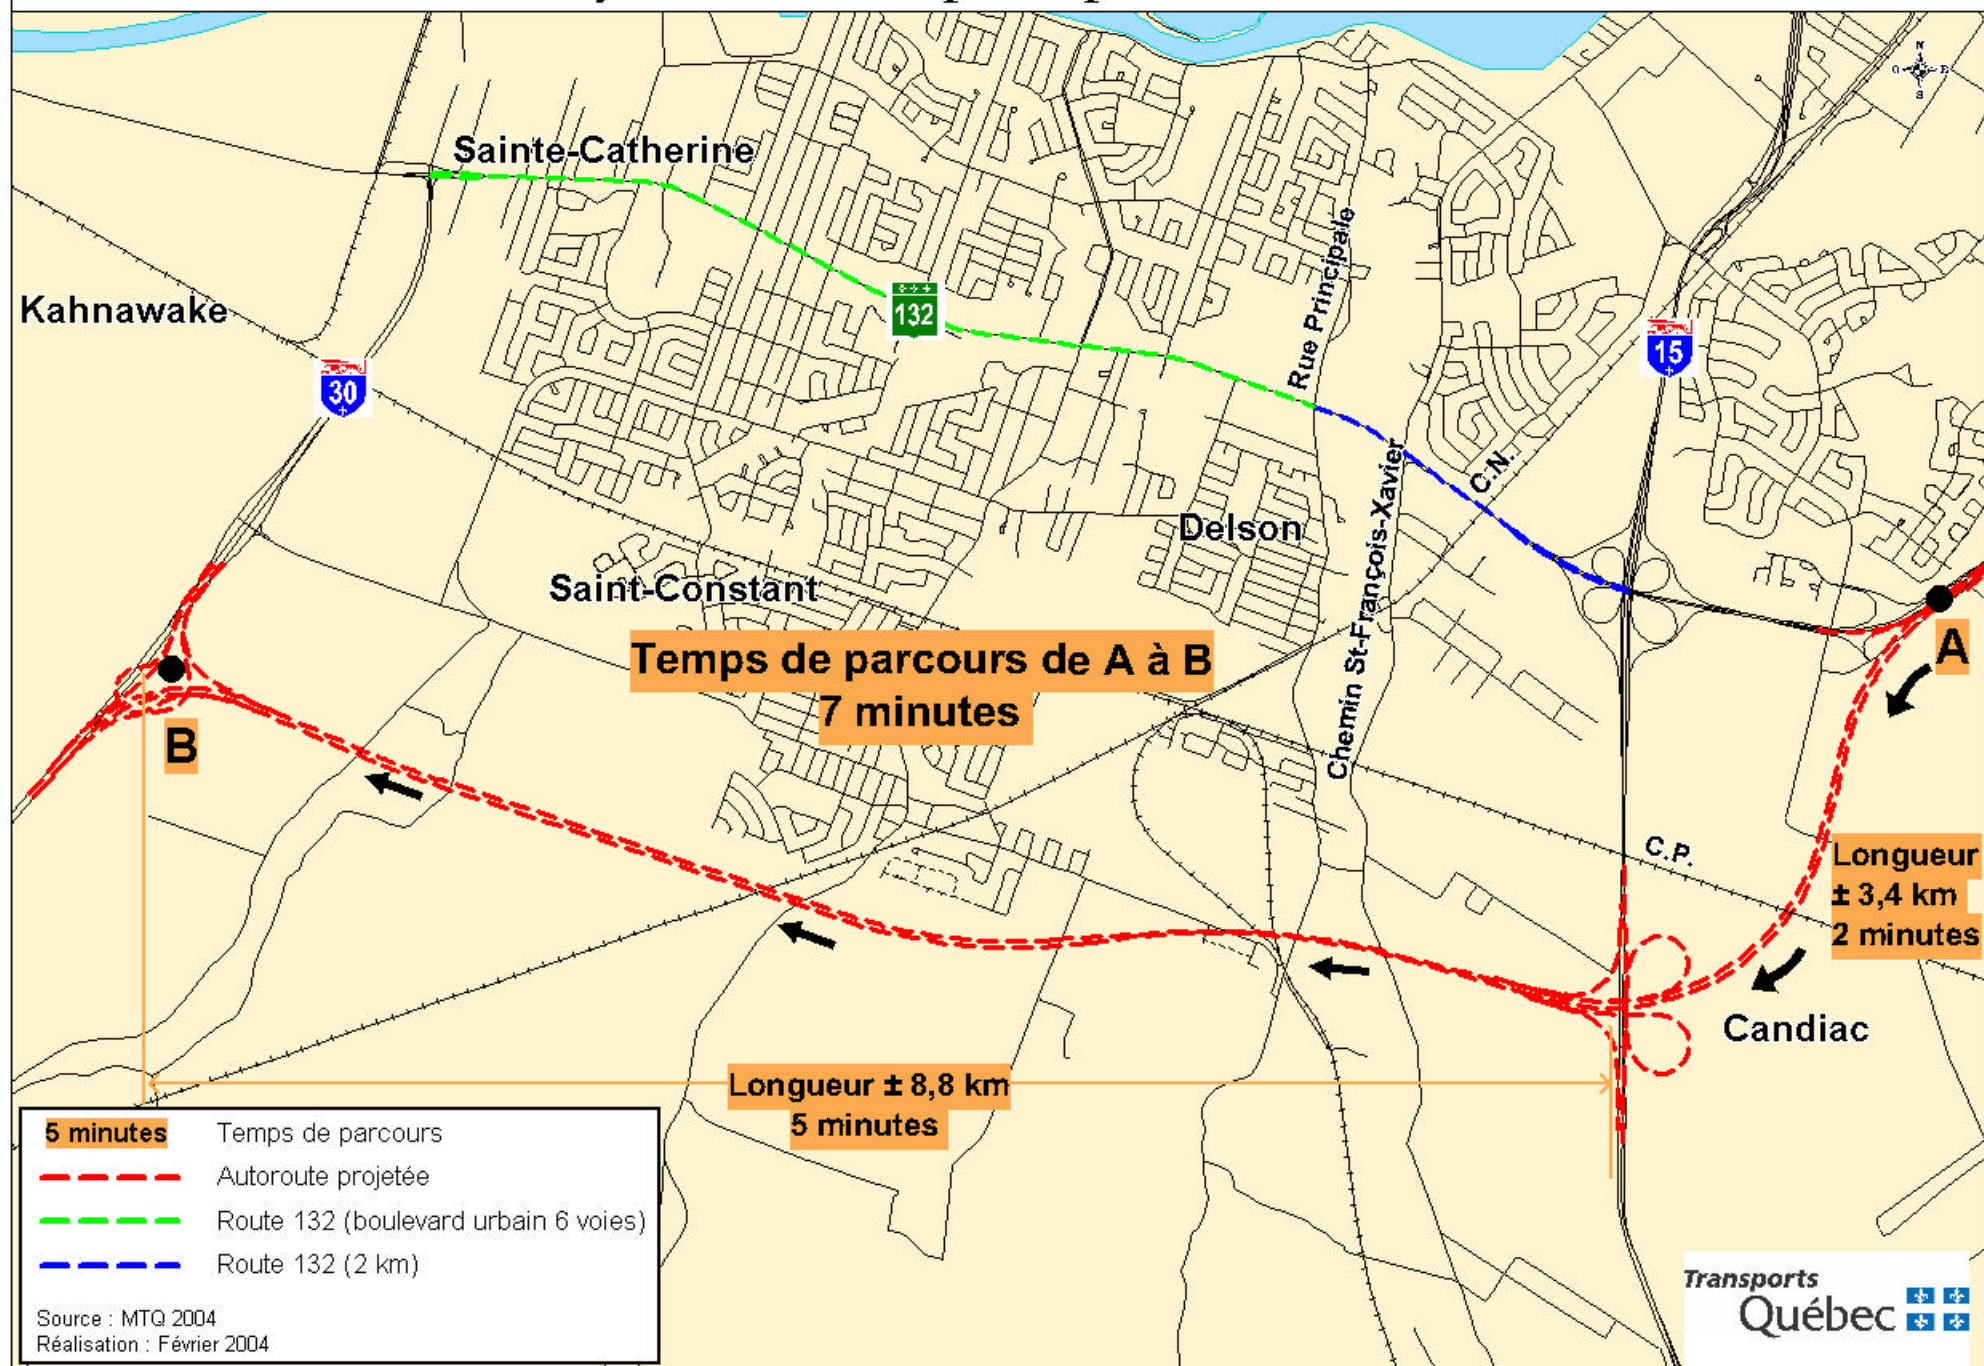 N
O E
S
Sainte-Catherine
Kahnawake
30
132
Rue Principale
15
C.N.
Chemin St-François-Xavier
Delson
Saint-Constant
Temps de parcours de A à B
7 minutes
A
B
C.P.
Longueur
± 3,4 km
2 minutes
Candiac
Longueur ± 8,8 km
5 minutes
5 minutes Temps de parcours
Autoroute projetée
Route 132 (boulevard urbain 6 voies)
Route 132 (2 km)
Source : MTQ 2004
Réalisation : Février 2004
Transports
Québec